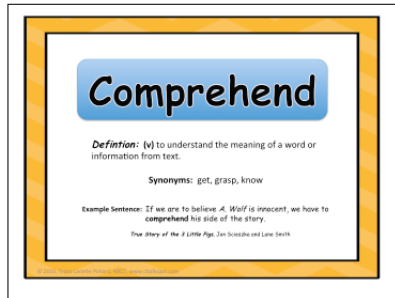 Comprehend
Defintion: (v) to understand the meaning of a word or
information from text.
Synonyms: get, grasp, know
Example Sentence: If we are to believe A. Wolf is innocent, we have to
comprehend his side of the story.
True Story of the 3 Little Pigs, Jon Scieszka and Lane Smith